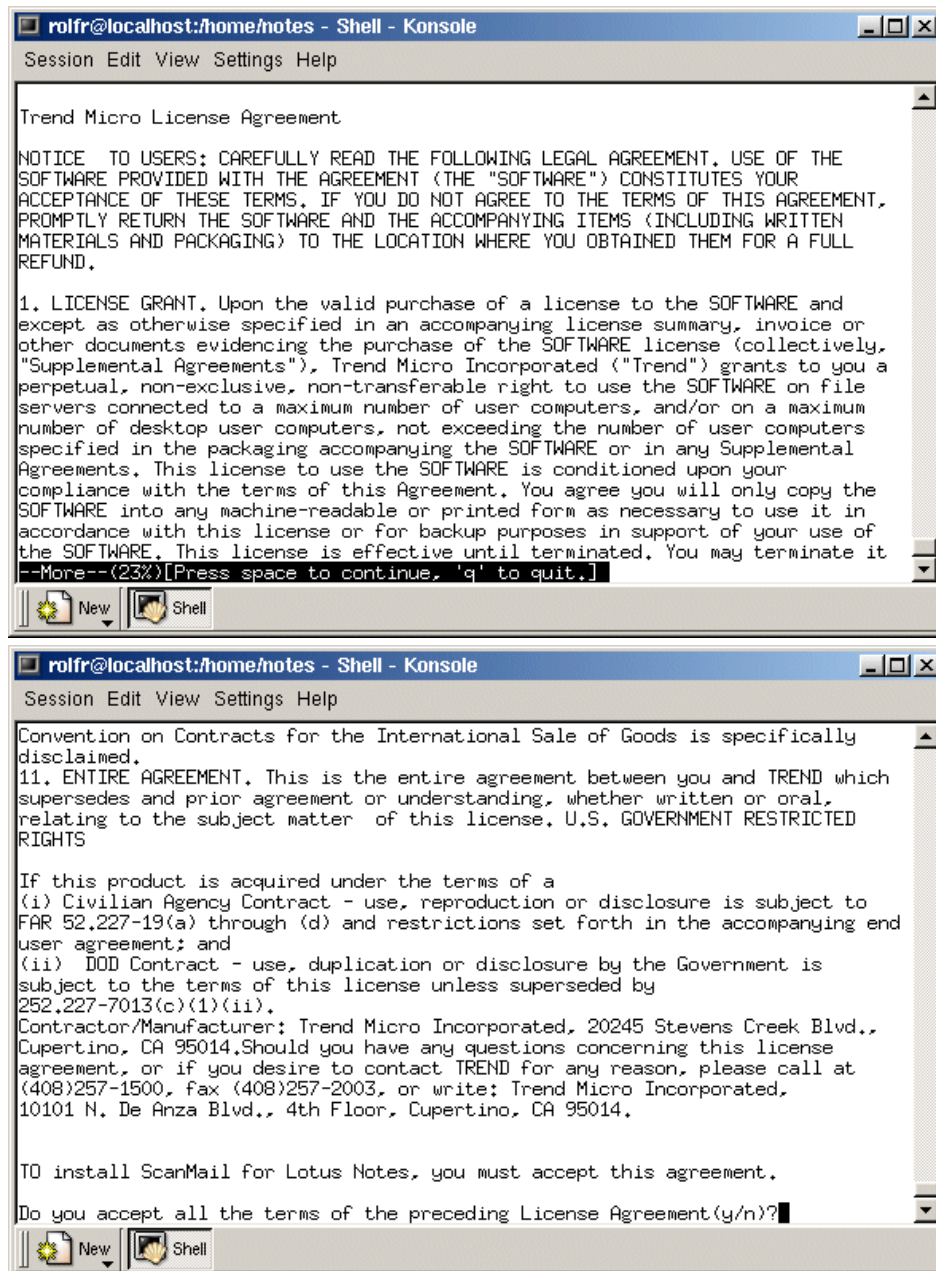 rolfr@localhost:/home/notes - Shell - Konsole
Session Edit View Settings Help
Trend Micro License Agreement
NOTICE  TO USERS: CAREFULLY READ THE FOLLOWING LEGAL AGREEMENT. USE OF THE
SOFTWARE PROVIDED WITH THE AGREEMENT (THE "SOFTWARE") CONSTITUTES YOUR
ACCEPTANCE OF THESE TERMS. IF YOU DO NOT AGREE TO THE TERMS OF THIS AGREEMENT,
PROMPTLY RETURN THE SOFTWARE AND THE ACCOMPANYING ITEMS (INCLUDING WRITTEN
MATERIALS AND PACKAGING) TO THE LOCATION WHERE YOU OBTAINED THEM FOR A FULL
REFUND.
1. LICENSE GRANT. Upon the valid purchase of a license to the SOFTWARE and
except as otherwise specified in an accompanying license summary, invoice or
other documents evidencing the purchase of the SOFTWARE license (collectively,
"Supplemental Agreements"), Trend Micro Incorporated ("Trend") grants to you a
perpetual, non-exclusive, non-transferable right to use the SOFTWARE on file
servers connected to a maximum number of user computers, and/or on a maximum
number of desktop user computers, not exceeding the number of user computers
specified in the packaging accompanying the SOFTWARE or in any Supplemental
Agreements. This license to use the SOFTWARE is conditioned upon your
compliance with the terms of this Agreement. You agree you will only copy the
SOFTWARE into any machine-readable or printed form as necessary to use it in
accordance with this license or for backup purposes in support of your use of
the SOFTWARE. This license is effective until terminated. You may terminate it
--More--(23%)[Press space to continue, 'q' to quit.]
New Shell
rolfr@localhost:/home/notes - Shell - Konsole
Session Edit View Settings Help
Convention on Contracts for the International Sale of Goods is specifically
disclaimed.
11. ENTIRE AGREEMENT. This is the entire agreement between you and TREND which
supersedes and prior agreement or understanding, whether written or oral,
relating to the subject matter  of this license. U.S. GOVERNMENT RESTRICTED
RIGHTS
If this product is acquired under the terms of a
(i) Civilian Agency Contract - use, reproduction or disclosure is subject to
FAR 52.227-19(a) through (d) and restrictions set forth in the accompanying end
user agreement; and
(ii)  DOD Contract - use, duplication or disclosure by the Government is
subject to the terms of this license unless superseded by
252.227-7013(c)(1)(ii).
Contractor/Manufacturer: Trend Micro Incorporated, 20245 Stevens Creek Blvd.,
Cupertino, CA 95014.Should you have any questions concerning this license
agreement, or if you desire to contact TREND for any reason, please call at
(408)257-1500, fax (408)257-2003, or write: Trend Micro Incorporated,
10101 N. De Anza Blvd., 4th Floor, Cupertino, CA 95014.
TO install ScanMail for Lotus Notes, you must accept this agreement.
Do you accept all the terms of the preceding License Agreement(y/n)?
New Shell